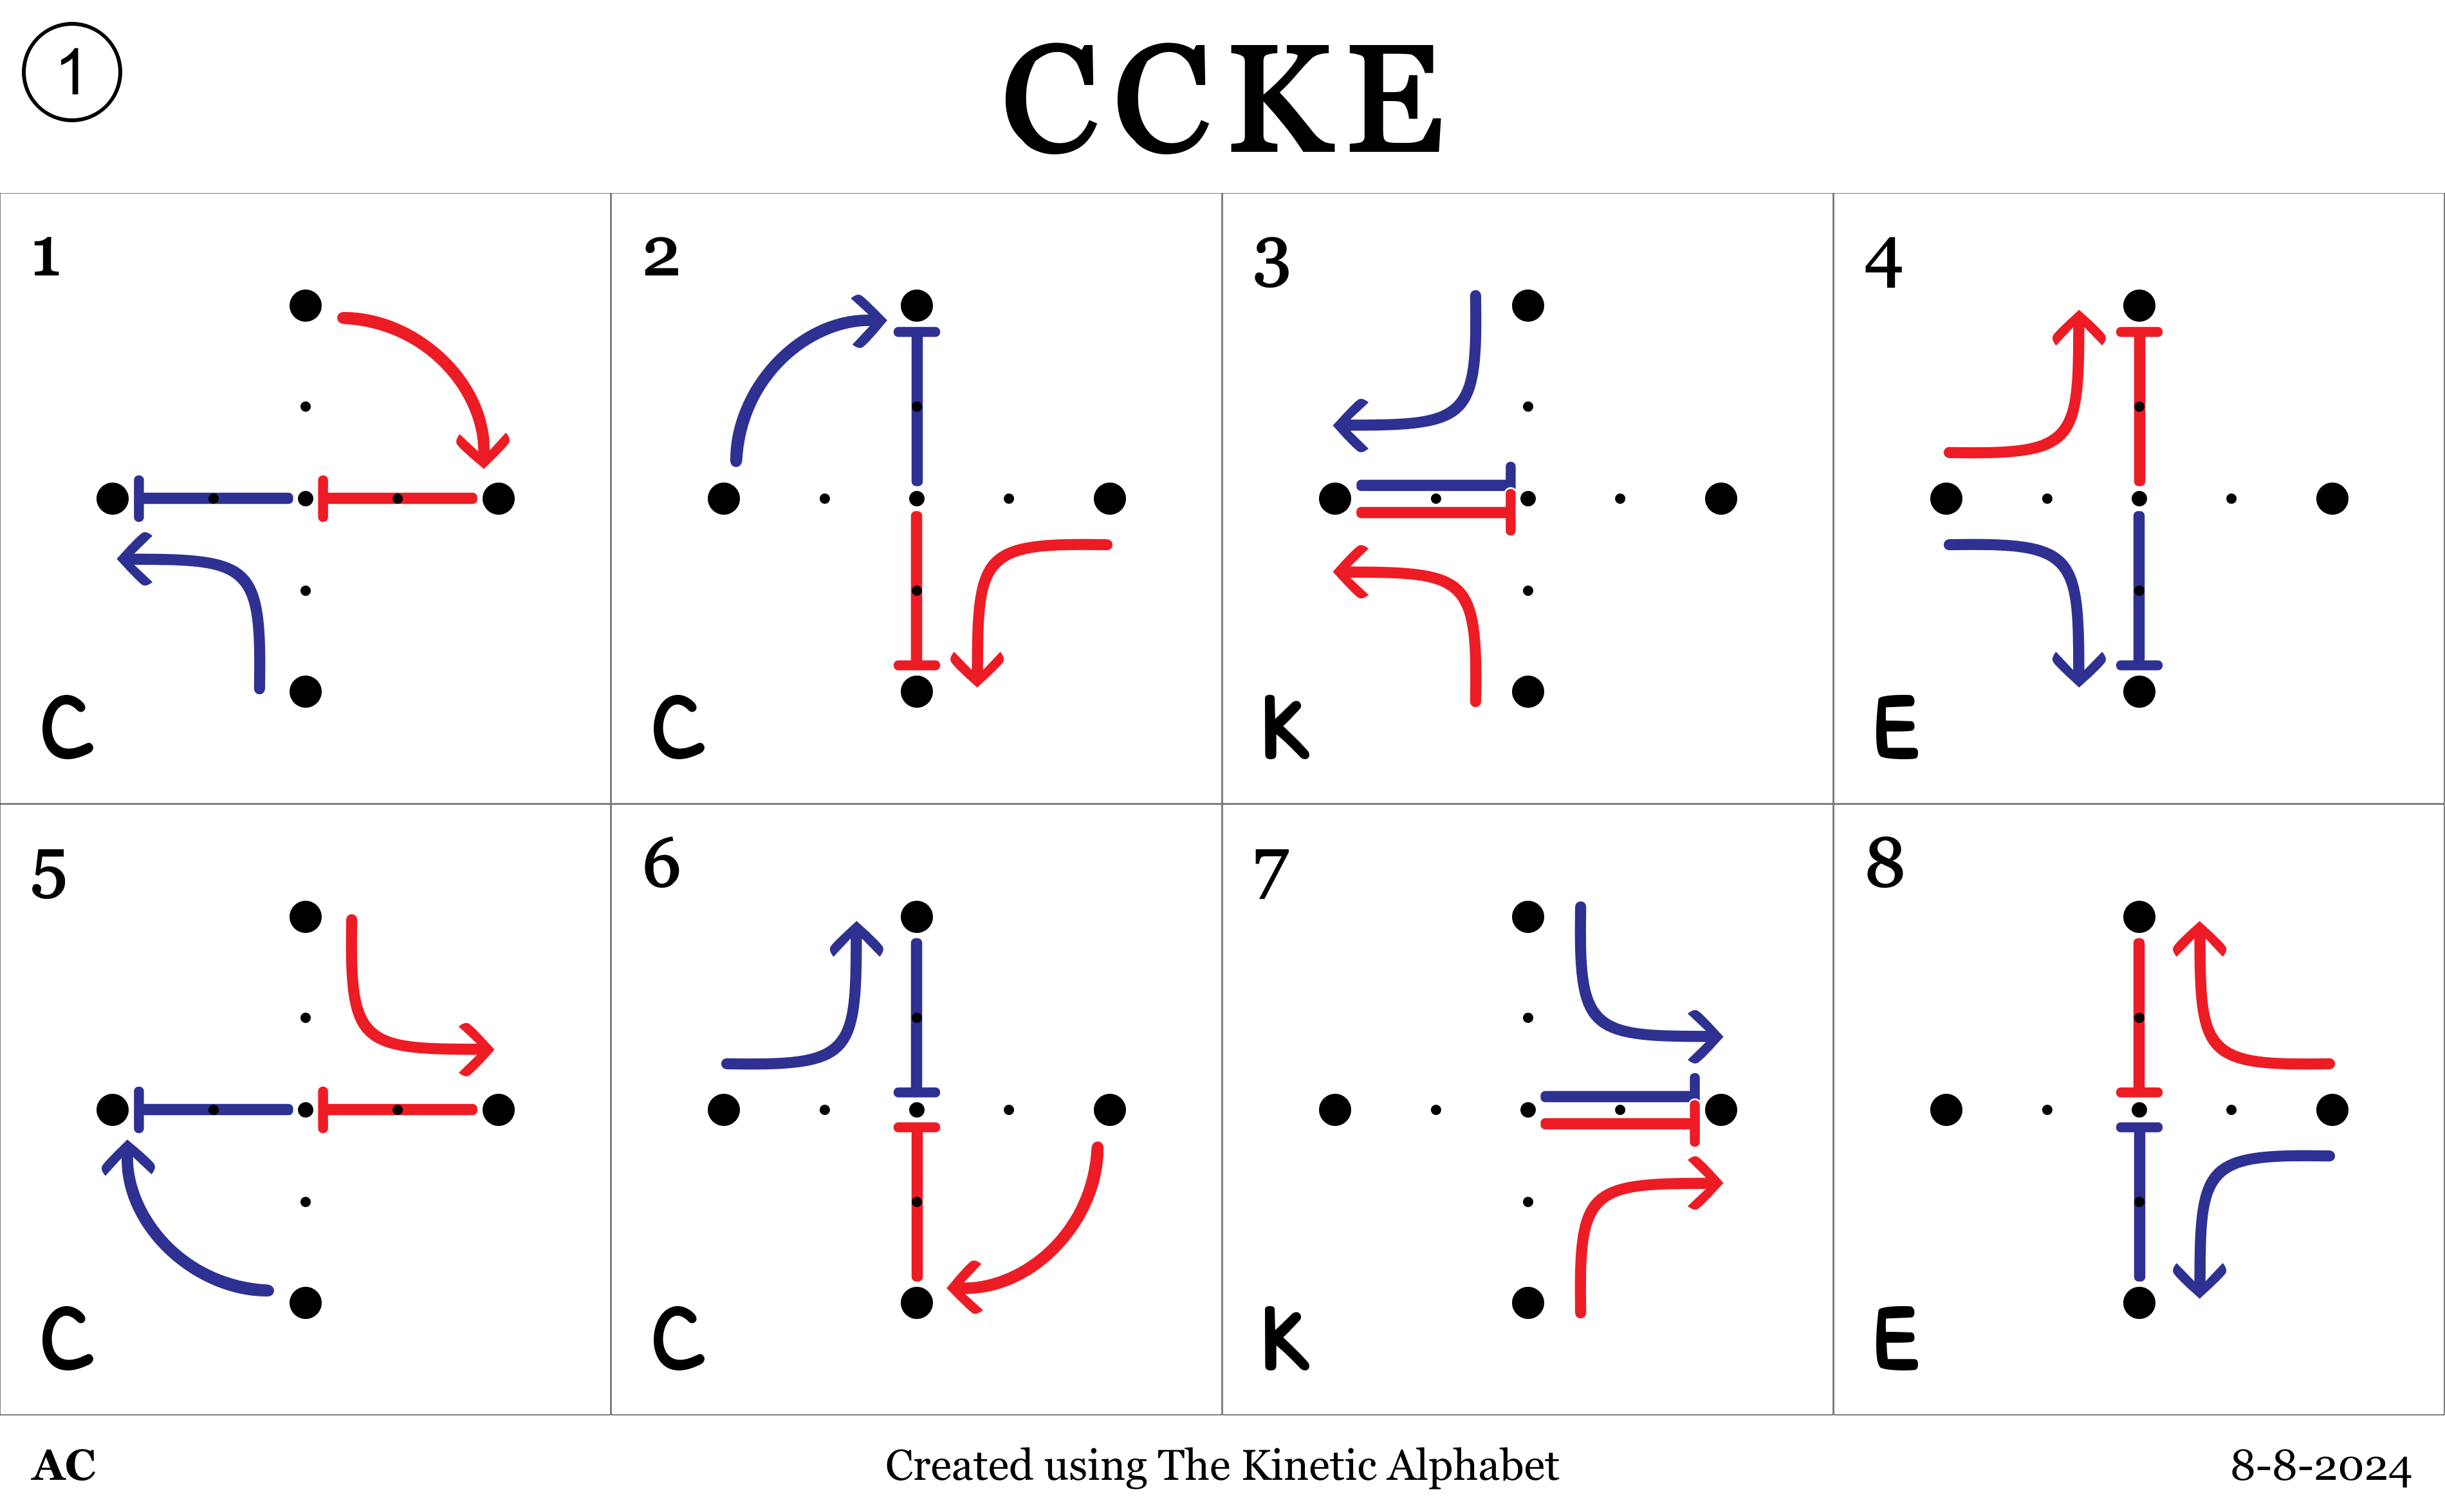 1
CCKE
1 2 3 4
C C K E
5 6 7 8
C C K E
AC Created using The Kinetic Alphabet 8-8-2024